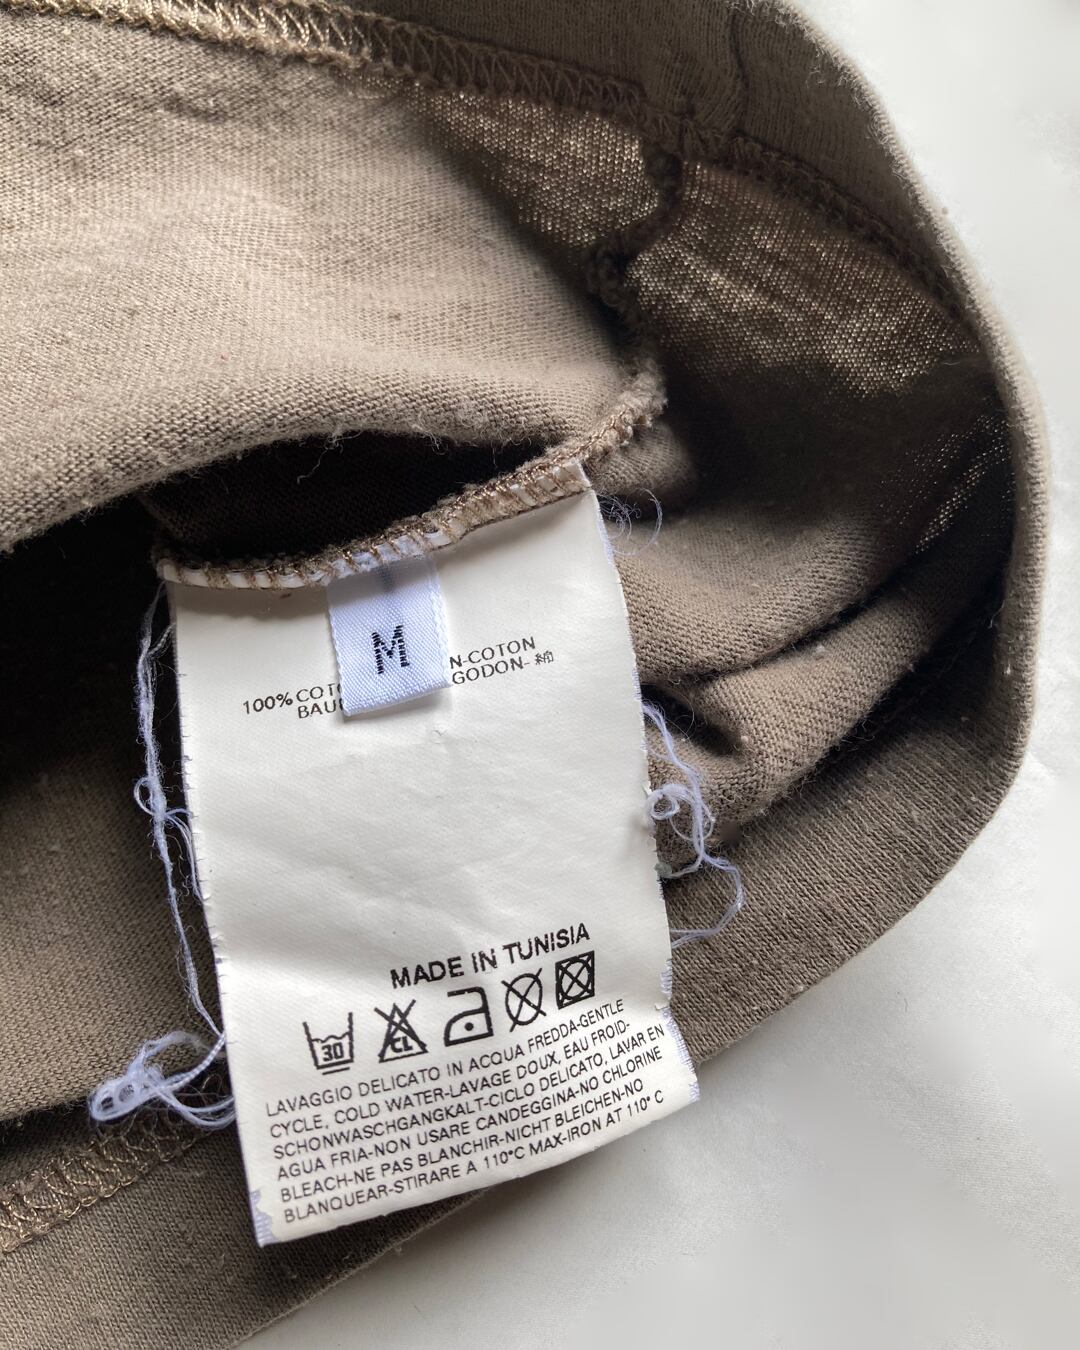 M
100% COT N-COTON
BAU GODON- 綿
MADE IN TUNISIA
30 CL
LAVAGGIO DELICATO IN ACQUA FREDDA-GENTLE
CYCLE, COLD WATER-LAVAGE DOUX, EAU FROID-
SCHONWASCHGANGKALT-CICLO DELICATO, LAVAR EN
AGUA FRIA-NON USARE CANDEGGINA-NO CHLORINE
BLEACH-NE PAS BLANCHIR-NICHT BLEICHEN-NO
BLANQUEAR-STIRARE A 110°C MAX-IRON AT 110° C